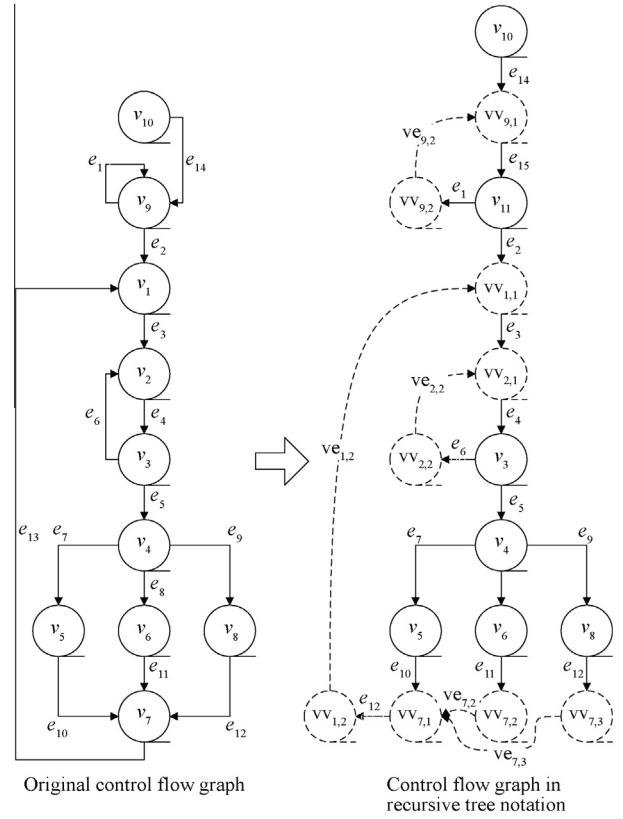 v10
v10
e14
vv9,1
ve9,2
e1
e14
e15
v9
vv9,2
e1
v11
e2
e2
v1
vv1,1
e3
e3
v2
ve2,2
vv2,1
e6
e4
e4
ve1,2
v3
vv2,2
e6
v3
e5
e5
e13
e7
v4
e9
e7
v4
e9
e8
v5
v6
v8
v5
v6
v8
e11
e10
e11
e12
e10
v7
e12
vv1,2
e12
vv7,1
ve7,2
vv7,2
vv7,3
ve7,3
Original control flow graph
Control flow graph in
recursive tree notation